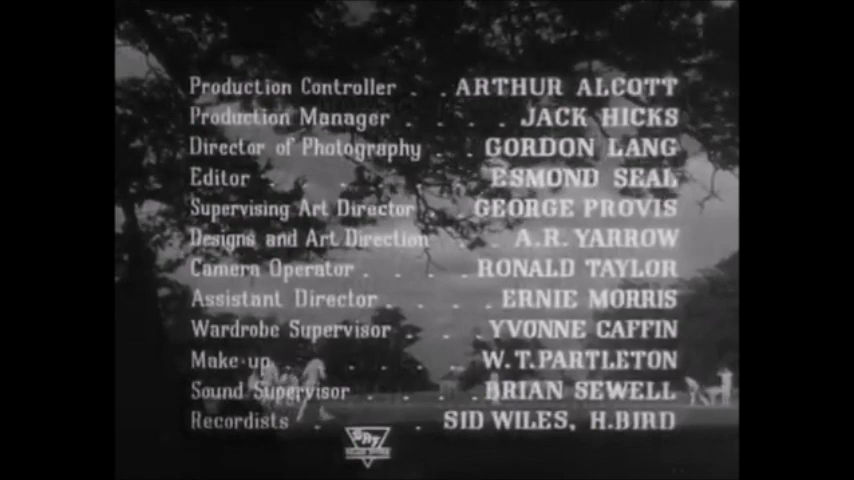 Production Controller . . ARTHUR ALCOTT
Production Manager . . . . JACK HICKS
Director of Photography . . GORDON LANG
Editor . . . . ESMOND SEAL
Supervising Art Director . GEORGE PROVIS
Designs and Art Direction . . A.R. YARROW
Camera Operator . . . . RONALD TAYLOR
Assistant Director . . . . ERNIE MORRIS
Wardrobe Supervisor . . . YVONNE CAFFIN
Make-up . . . . . W.T. PARTLETON
Sound Supervisor . . . . BRIAN SEWELL
Recordists . . SID WILES, H.BIRD